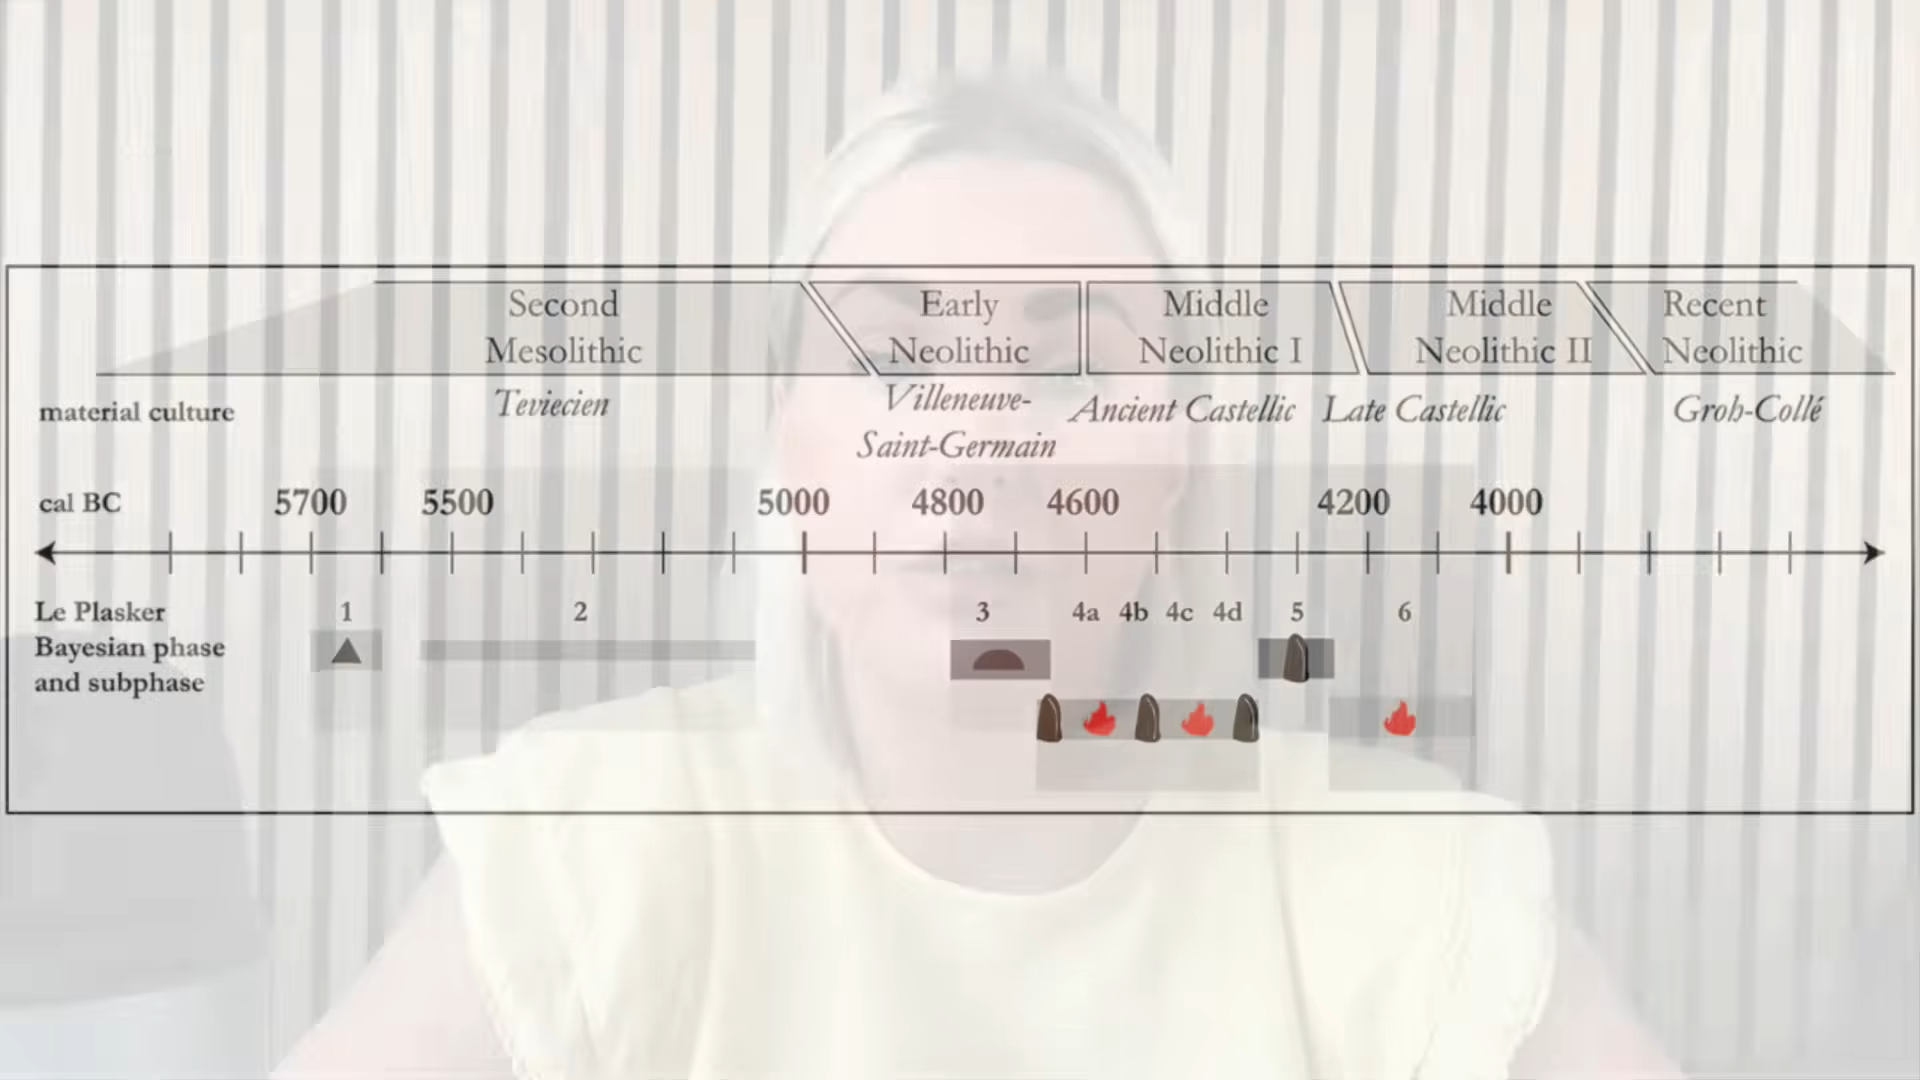 Second
Mesolithic
Early
Neolithic
Middle
Neolithic I
Middle
Neolithic II
Recent
Neolithic
material culture
Teviecien
Villeneuve-
Saint-Germain
Ancient Castellic
Late Castellic
Groh-Collé
cal BC
5700 5500 5000 4800 4600 4200 4000
Le Plasker
Bayesian phase
and subphase
1 2 3 4a 4b 4c 4d 5 6